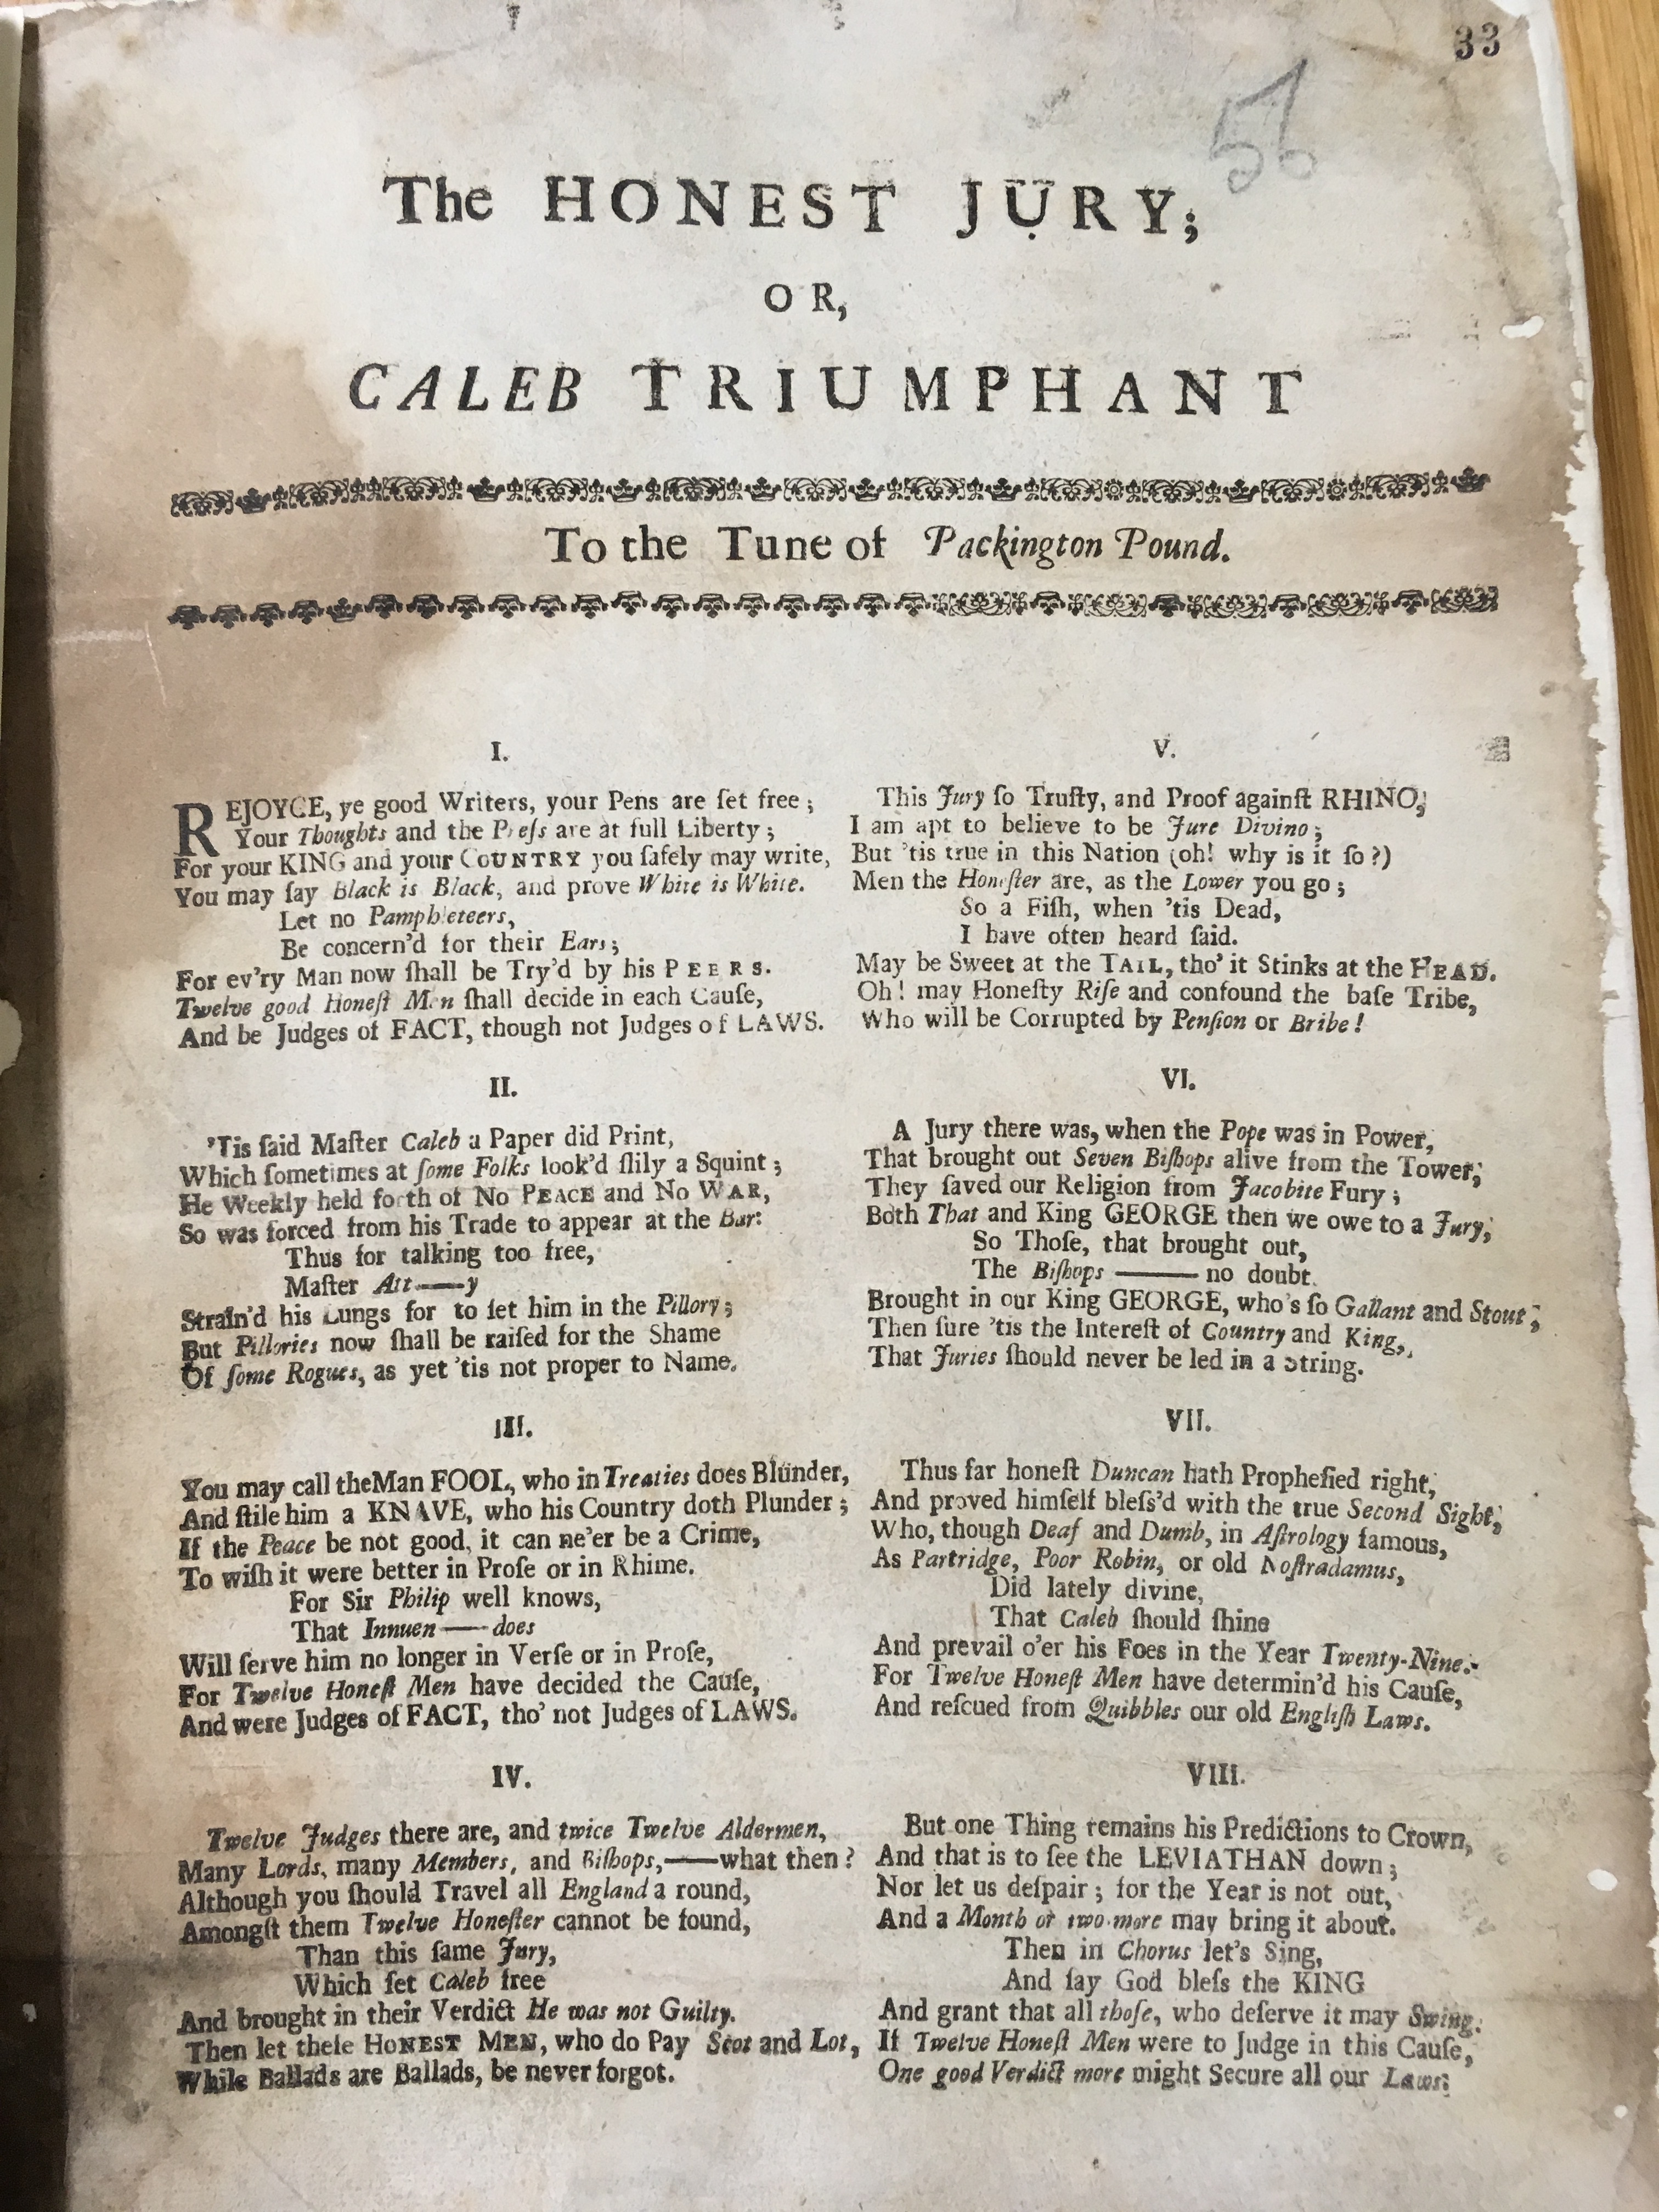 33
56
The HONEST JURY;
OR,
CALEB TRIUMPHANT
To the Tune of Packington Pound.
I.
REJOYCE, ye good Writers, your Pens are ſet free;
Your Thoughts and the Preſs are at full Liberty;
For your KING and your COUNTRY you ſafely may write,
You may ſay Black is Black, and prove White is White.
Let no Pamphleteers,
Be concern'd for their Ears;
For ev'ry Man now ſhall be Try'd by his PEERS.
Twelve good Honeſt Men ſhall decide in each Cauſe,
And be Judges of FACT, though not Judges of LAWS.
II.
'Tis ſaid Maſter Caleb a Paper did Print,
Which ſometimes at ſome Folks look'd ſlily a Squint;
He Weekly held forth of No PEACE and No WAR,
So was forced from his Trade to appear at the Bar:
Thus for talking too free,
Maſter Att——y
Strain'd his Lungs for to ſet him in the Pillory;
But Pillories now ſhall be raiſed for the Shame
Of ſome Rogues, as yet 'tis not proper to Name.
III.
You may call the Man FOOL, who in Treaties does Blunder,
And ſtile him a KNAVE, who his Country doth Plunder;
If the Peace be not good, it can ne'er be a Crime,
To wiſh it were better in Proſe or in Rhime.
For Sir Philip well knows,
That Innuen——does
Will ſerve him no longer in Verſe or in Proſe,
For Twelve Honeſt Men have decided the Cauſe,
And were Judges of FACT, tho' not Judges of LAWS.
IV.
Twelve Judges there are, and twice Twelve Aldermen,
Many Lords, many Members, and Biſhops,——what then?
Although you ſhould Travel all England a round,
Amongſt them Twelve Honeſter cannot be found,
Than this ſame Jury,
Which ſet Caleb free
And brought in their Verdict He was not Guilty.
Then let theſe HONEST MEN, who do Pay Scot and Lot,
While Ballads are Ballads, be never forgot.
V.
This Jury ſo Truſty, and Proof againſt RHINO,
I am apt to believe to be Jure Divino;
But 'tis true in this Nation (oh! why is it ſo?)
Men the Honeſter are, as the Lower you go;
So a Fiſh, when 'tis Dead,
I have often heard ſaid.
May be Sweet at the TAIL, tho' it Stinks at the HEAD.
Oh! may Honeſty Riſe and confound the baſe Tribe,
Who will be Corrupted by Penſion or Bribe!
VI.
A Jury there was, when the Pope was in Power,
That brought out Seven Biſhops alive from the Tower;
They ſaved our Religion from Jacobite Fury;
Both That and King GEORGE then we owe to a Jury;
So Thoſe, that brought out,
The Biſhops ——— no doubt.
Brought in our King GEORGE, who's ſo Gallant and Stout;
Then ſure 'tis the Intereſt of Country and King,
That Juries ſhould never be led in a String.
VII.
Thus far honeſt Duncan hath Propheſied right,
And proved himſelf bleſs'd with the true Second Sight,
Who, though Deaf and Dumb, in Aſtrology famous,
As Partridge, Poor Robin, or old Noſtradamus,
Did lately divine,
That Caleb ſhould ſhine
And prevail o'er his Foes in the Year Twenty-Nine.
For Twelve Honeſt Men have determin'd his Cauſe,
And reſcued from Quibbles our old Engliſh Laws.
VIII.
But one Thing remains his Predictions to Crown,
And that is to ſee the LEVIATHAN down;
Nor let us deſpair; for the Year is not out,
And a Month or two more may bring it about.
Then in Chorus let's Sing,
And ſay God bleſs the KING
And grant that all thoſe, who deſerve it may Swing.
If Twelve Honeſt Men were to Judge in this Cauſe,
One good Verdict more might Secure all our Laws.